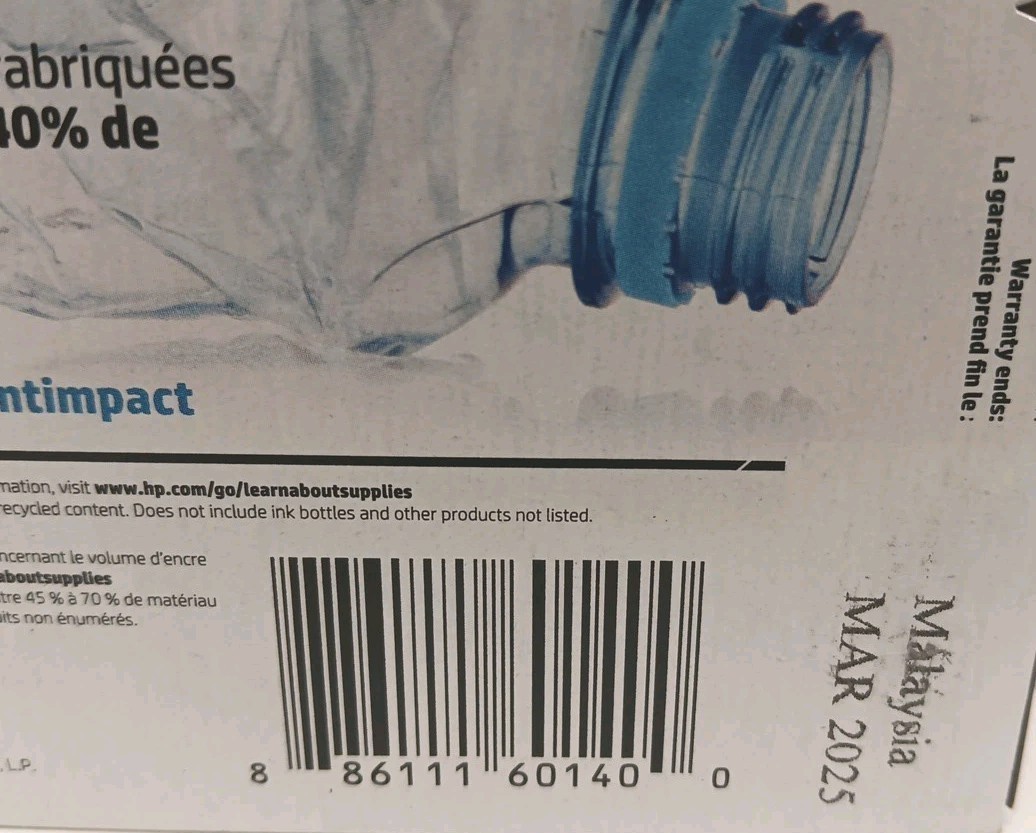 abriquées
40% de
ntimpact
mation, visit www.hp.com/go/learnaboutsupplies
recycled content. Does not include ink bottles and other products not listed.
ncernant le volume d'encre
aboutsupplies
tre 45 % à 70 % de matériau
uits non énumérés.
. L.P.
8 86111 60140 0
Warranty ends:
La garantie prend fin le :
Malaysia
MAR 2025